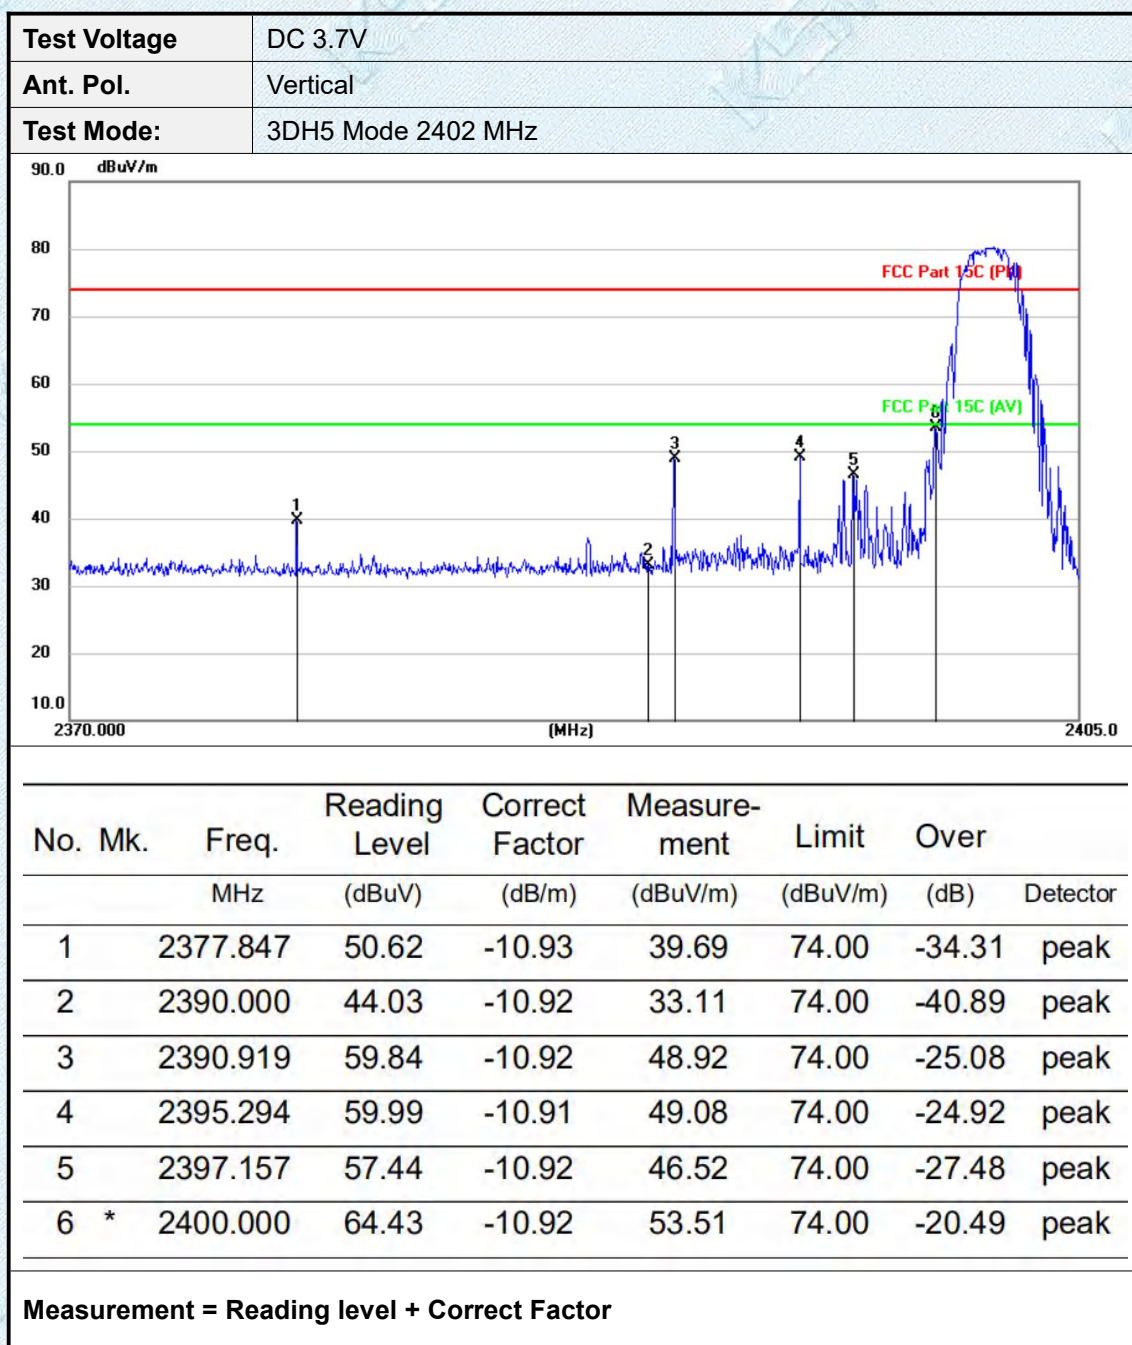 Test Voltage DC 3.7V
Ant. Pol. Vertical
Test Mode: 3DH5 Mode 2402 MHz
90.0 dBuV/m
80
FCC Part 15C (PK)
70
60
FCC Part 15C (AV)
50
40
30
20
10.0
1
2
3
4
5
6
2370.000 (MHz) 2405.0
No. Mk. Freq. Reading Level Correct Factor Measure-ment Limit Over
MHz (dBuV) (dB/m) (dBuV/m) (dBuV/m) (dB) Detector
1 2377.847 50.62 -10.93 39.69 74.00 -34.31 peak
2 2390.000 44.03 -10.92 33.11 74.00 -40.89 peak
3 2390.919 59.84 -10.92 48.92 74.00 -25.08 peak
4 2395.294 59.99 -10.91 49.08 74.00 -24.92 peak
5 2397.157 57.44 -10.92 46.52 74.00 -27.48 peak
6 * 2400.000 64.43 -10.92 53.51 74.00 -20.49 peak
Measurement = Reading level + Correct Factor